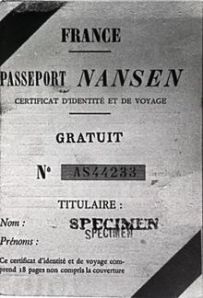 FRANCE
PASSEPORT NANSEN
CERTIFICAT D'IDENTITÉ ET DE VOYAGE
GRATUIT
N° AS44233
TITULAIRE :
Nom : SPECIMEN
SPECIMEN
Prénoms :
Ce certificat d'identité et de voyage com-
prend 18 pages non compris la couverture